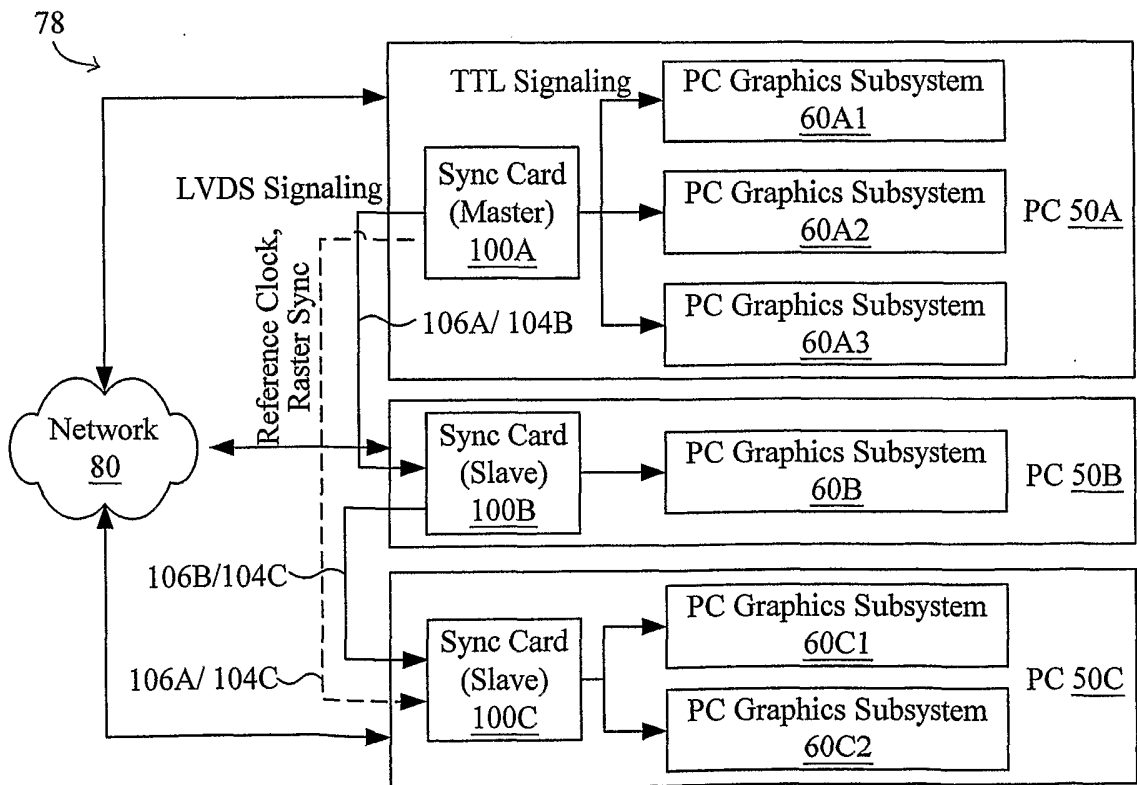 78
TTL Signaling
PC Graphics Subsystem
60A1
LVDS Signaling
Sync Card
(Master)
100A
PC Graphics Subsystem
60A2
PC 50A
Reference Clock,
Raster Sync
106A/ 104B
PC Graphics Subsystem
60A3
Network
80
Sync Card
(Slave)
100B
PC Graphics Subsystem
60B
PC 50B
106B/104C
Sync Card
(Slave)
100C
PC Graphics Subsystem
60C1
PC 50C
106A/ 104C
PC Graphics Subsystem
60C2